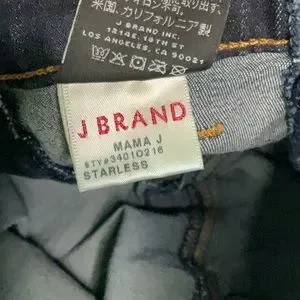 米国、カリフォルニア製
J BRAND INC.
1214E. 18TH ST
LOS ANGELES, CA 90021
J BRAND
MAMA J
STY#34010216
STARLESS